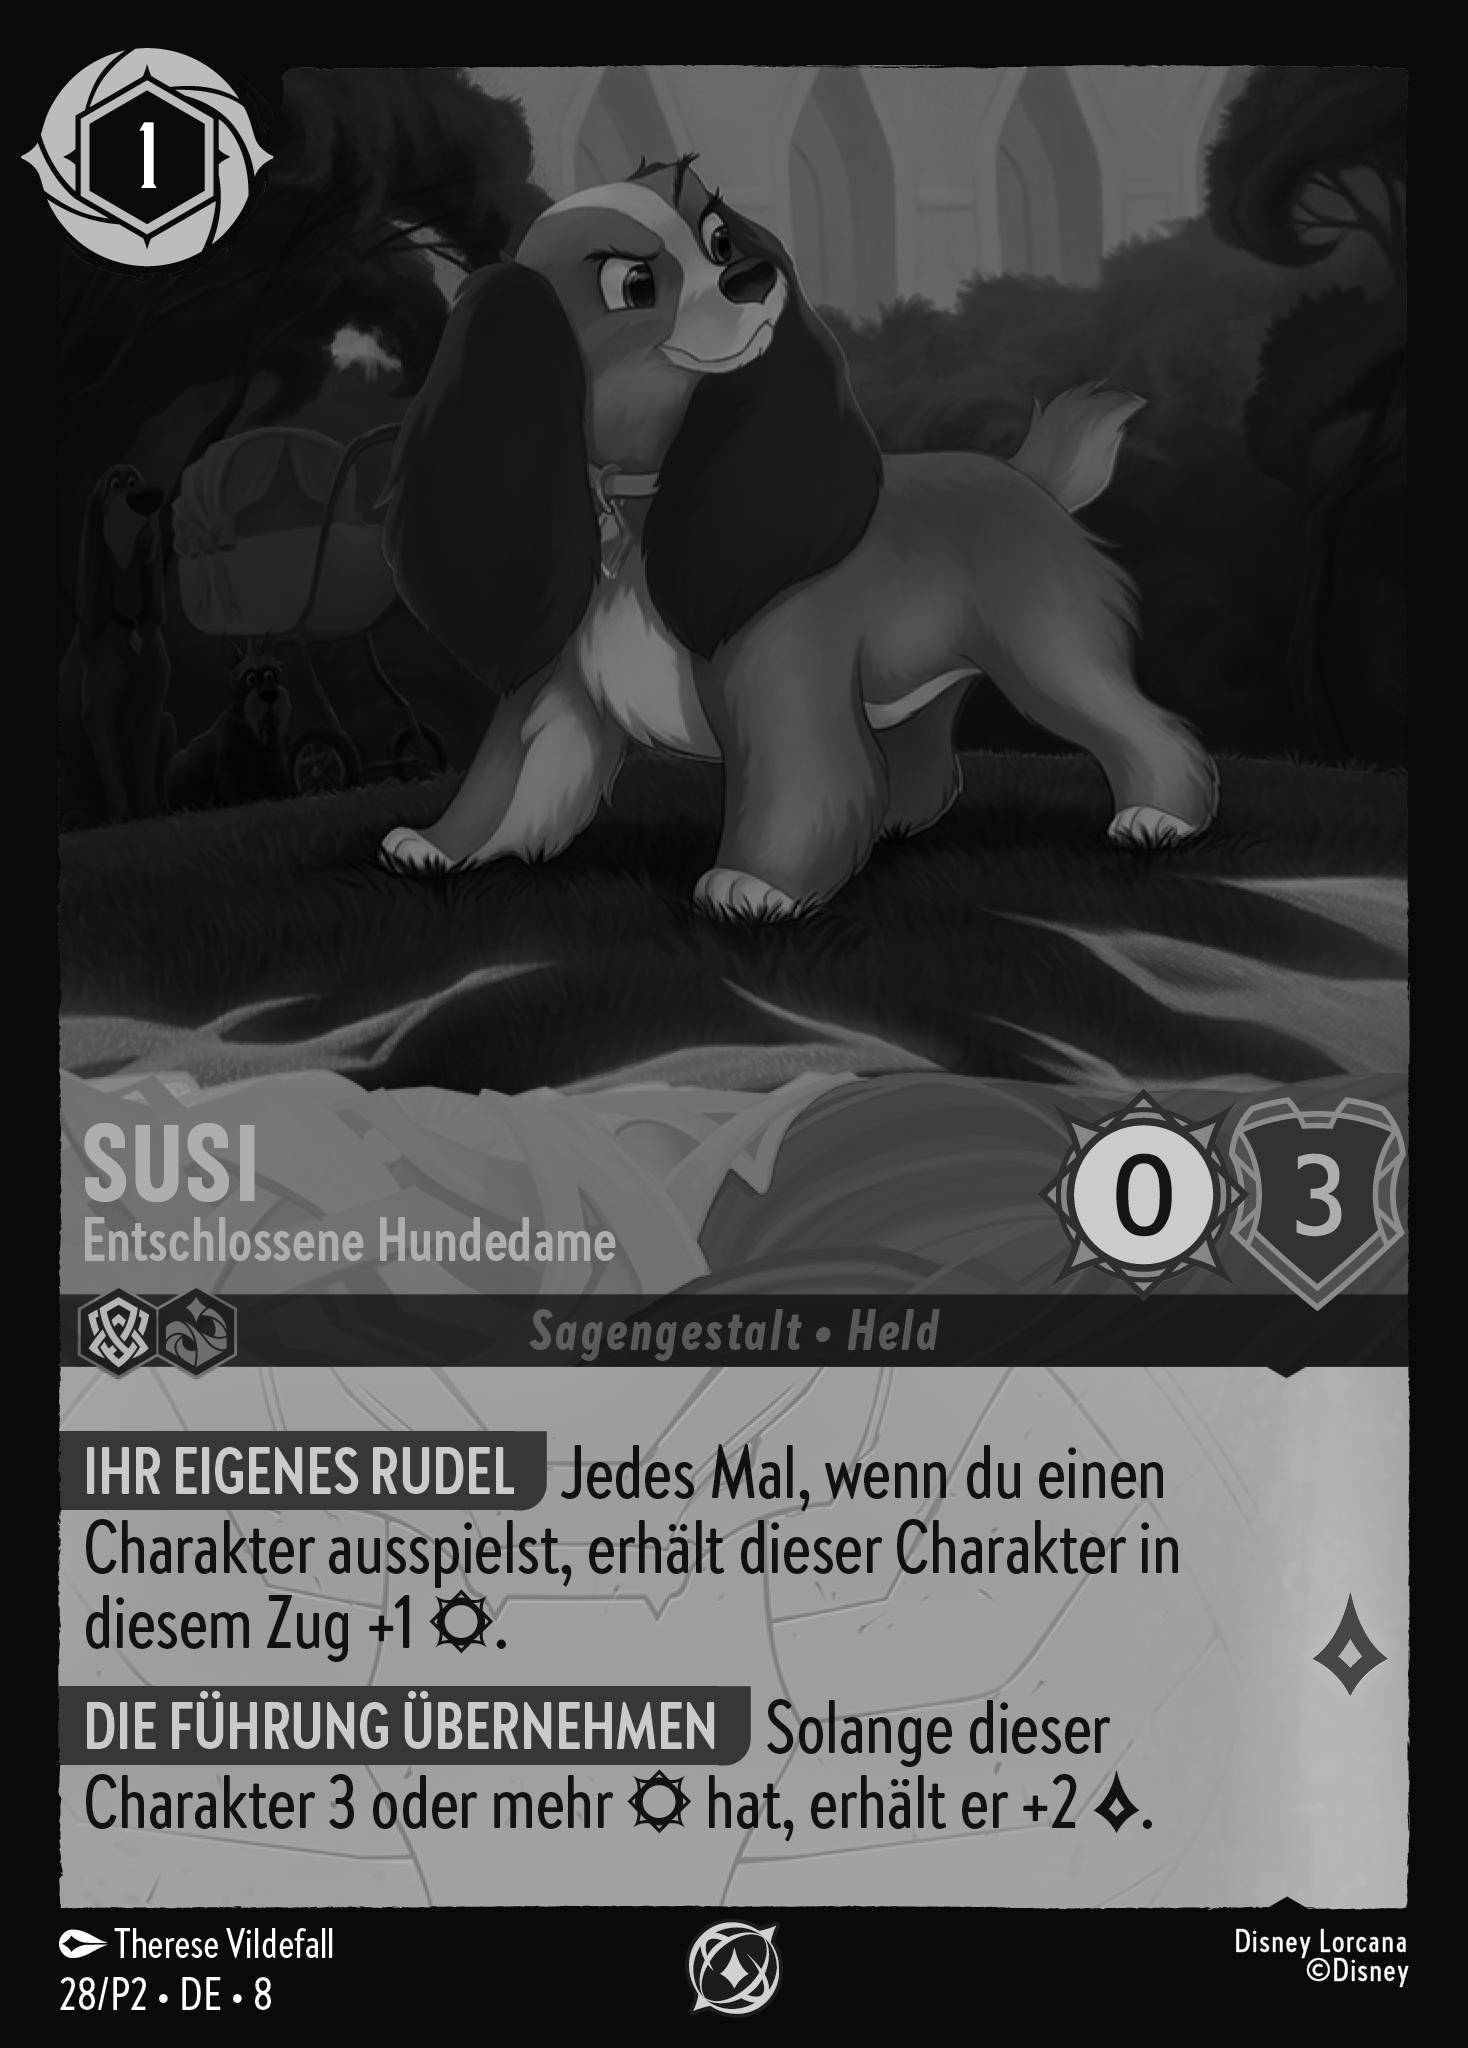 1
SUSI
Entschlossene Hundedame
0 3
Sagengestalt • Held
IHR EIGENES RUDEL Jedes Mal, wenn du einen
Charakter ausspielst, erhält dieser Charakter in
diesem Zug +1 .
DIE FÜHRUNG ÜBERNEHMEN Solange dieser
Charakter 3 oder mehr hat, erhält er +2 .
Therese Vildefall
28/P2 • DE • 8
Disney Lorcana
©Disney